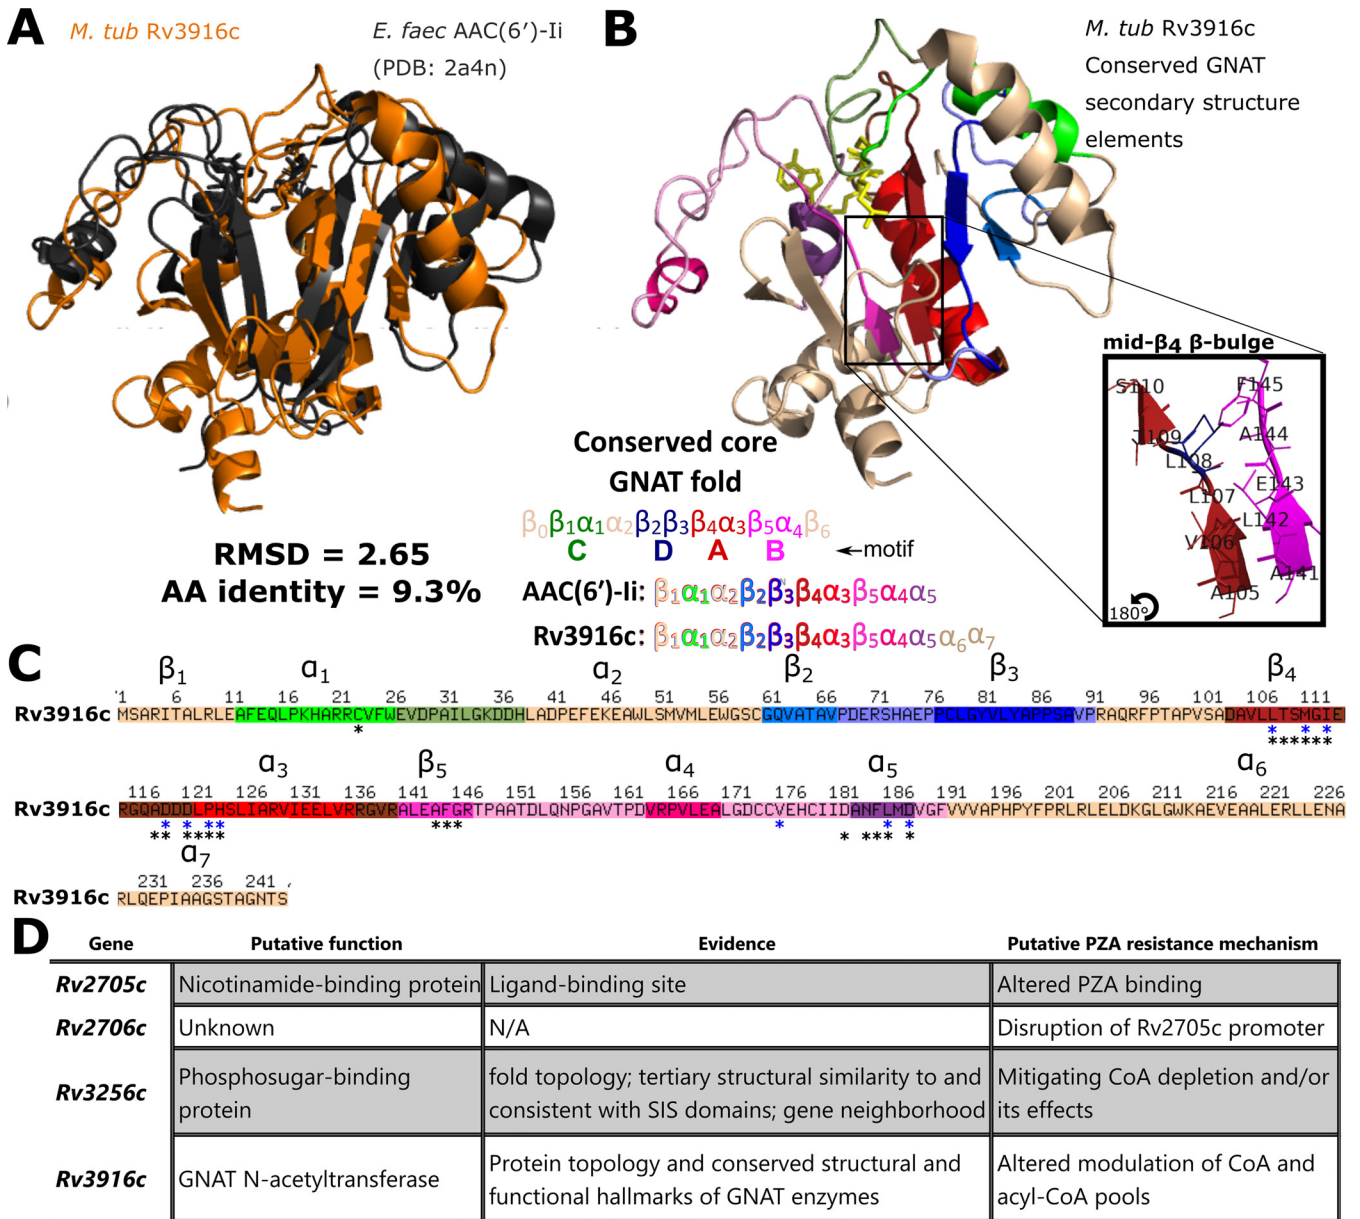 A
M. tub Rv3916c
E. faec AAC(6′)-Ii
(PDB: 2a4n)
RMSD = 2.65
AA identity = 9.3%
B
M. tub Rv3916c
Conserved GNAT
secondary structure
elements
mid-β4 β-bulge
S110 F145
T109 A144
L108
L107 E143
L142
V106
A141
A105
180°
Conserved core
GNAT fold
β0β1α1α2β2β3β4α3β5α4β6
C D A B ←motif
AAC(6′)-Ii: β1α1α2β2β3β4α3β5α4α5
Rv3916c: β1α1α2β2β3β4α3β5α4α5α6α7
C
β1 α1 α2 β2 β3 β4
1 6 11 16 21 26 31 36 41 46 51 56 61 66 71 76 81 86 91 96 101 106 111
Rv3916c MSARITALRLEAFEQLPKHARRCVFWEVDPAILGKDDDLADPEFEKEAWLSMVMLEWGSCGQVATAVPDERSHAEPPCLGYVLYAPPSRVPRAQRFPTAPVSADAVLLTSMGIE
* * * *
******
α3 β5 α4 α5 α6
116 121 126 131 136 141 146 151 156 161 166 171 176 181 186 191 196 201 206 211 216 221 226
Rv3916c RGQADDDLPHSLIARVIEELVRRGVRALEAFGRTPAATDLQNPGAVTPDVRPVLEALGDCCVEHCIIDANFLMDVGFVVVAPHPYFPRLRLELDKGLGWKAEVEAALERLLENA
* * ** * * *
** **** *** * *** *
α7
231 236 241
Rv3916c RLQEPIAAGSTAGNTS
D
Gene Putative function Evidence Putative PZA resistance mechanism
Rv2705c Nicotinamide-binding protein Ligand-binding site Altered PZA binding
Rv2706c Unknown N/A Disruption of Rv2705c promoter
Rv3256c Phosphosugar-binding protein fold topology; tertiary structural similarity to and consistent with SIS domains; gene neighborhood Mitigating CoA depletion and/or its effects
Rv3916c GNAT N-acetyltransferase Protein topology and conserved structural and functional hallmarks of GNAT enzymes Altered modulation of CoA and acyl-CoA pools